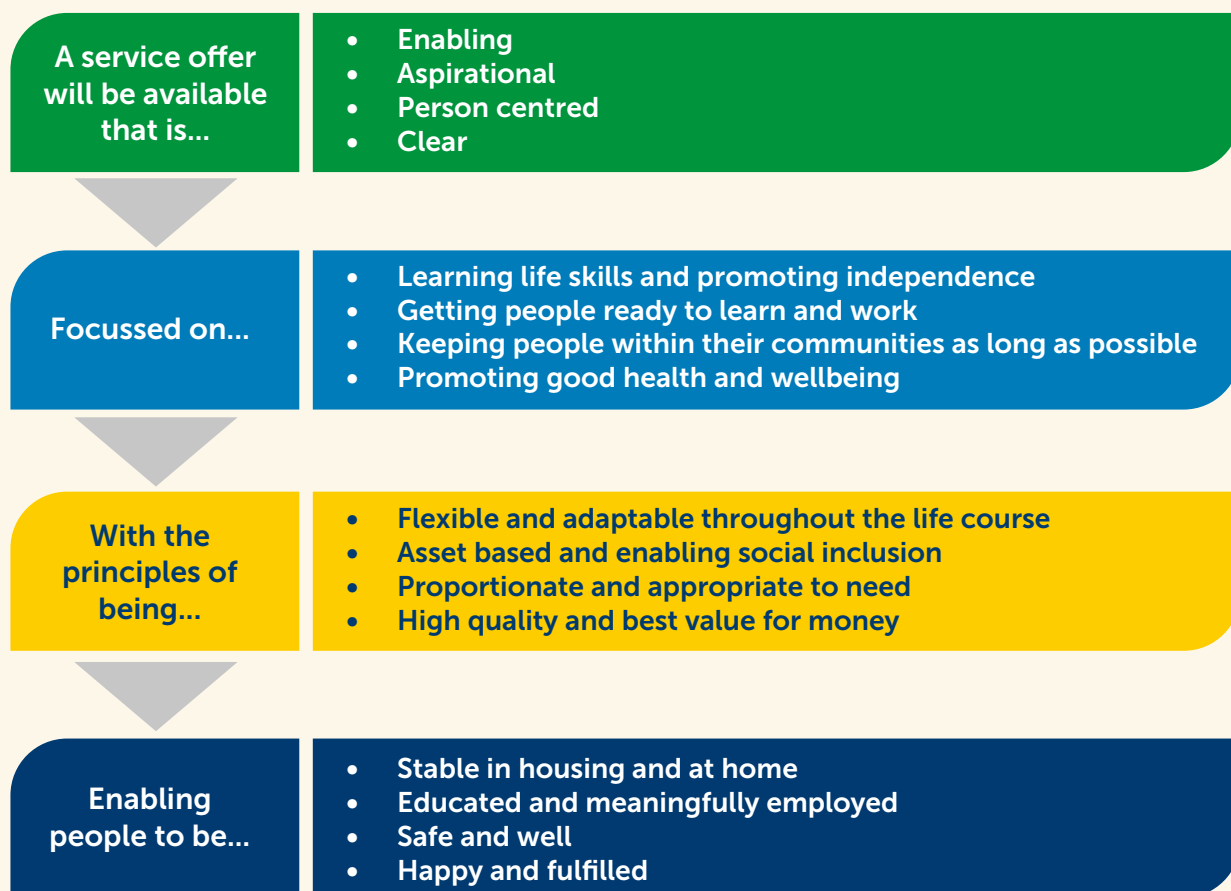 A service offer
will be available
that is...
• Enabling
• Aspirational
• Person centred
• Clear
Focussed on...
• Learning life skills and promoting independence
• Getting people ready to learn and work
• Keeping people within their communities as long as possible
• Promoting good health and wellbeing
With the
principles of
being...
• Flexible and adaptable throughout the life course
• Asset based and enabling social inclusion
• Proportionate and appropriate to need
• High quality and best value for money
Enabling
people to be...
• Stable in housing and at home
• Educated and meaningfully employed
• Safe and well
• Happy and fulfilled